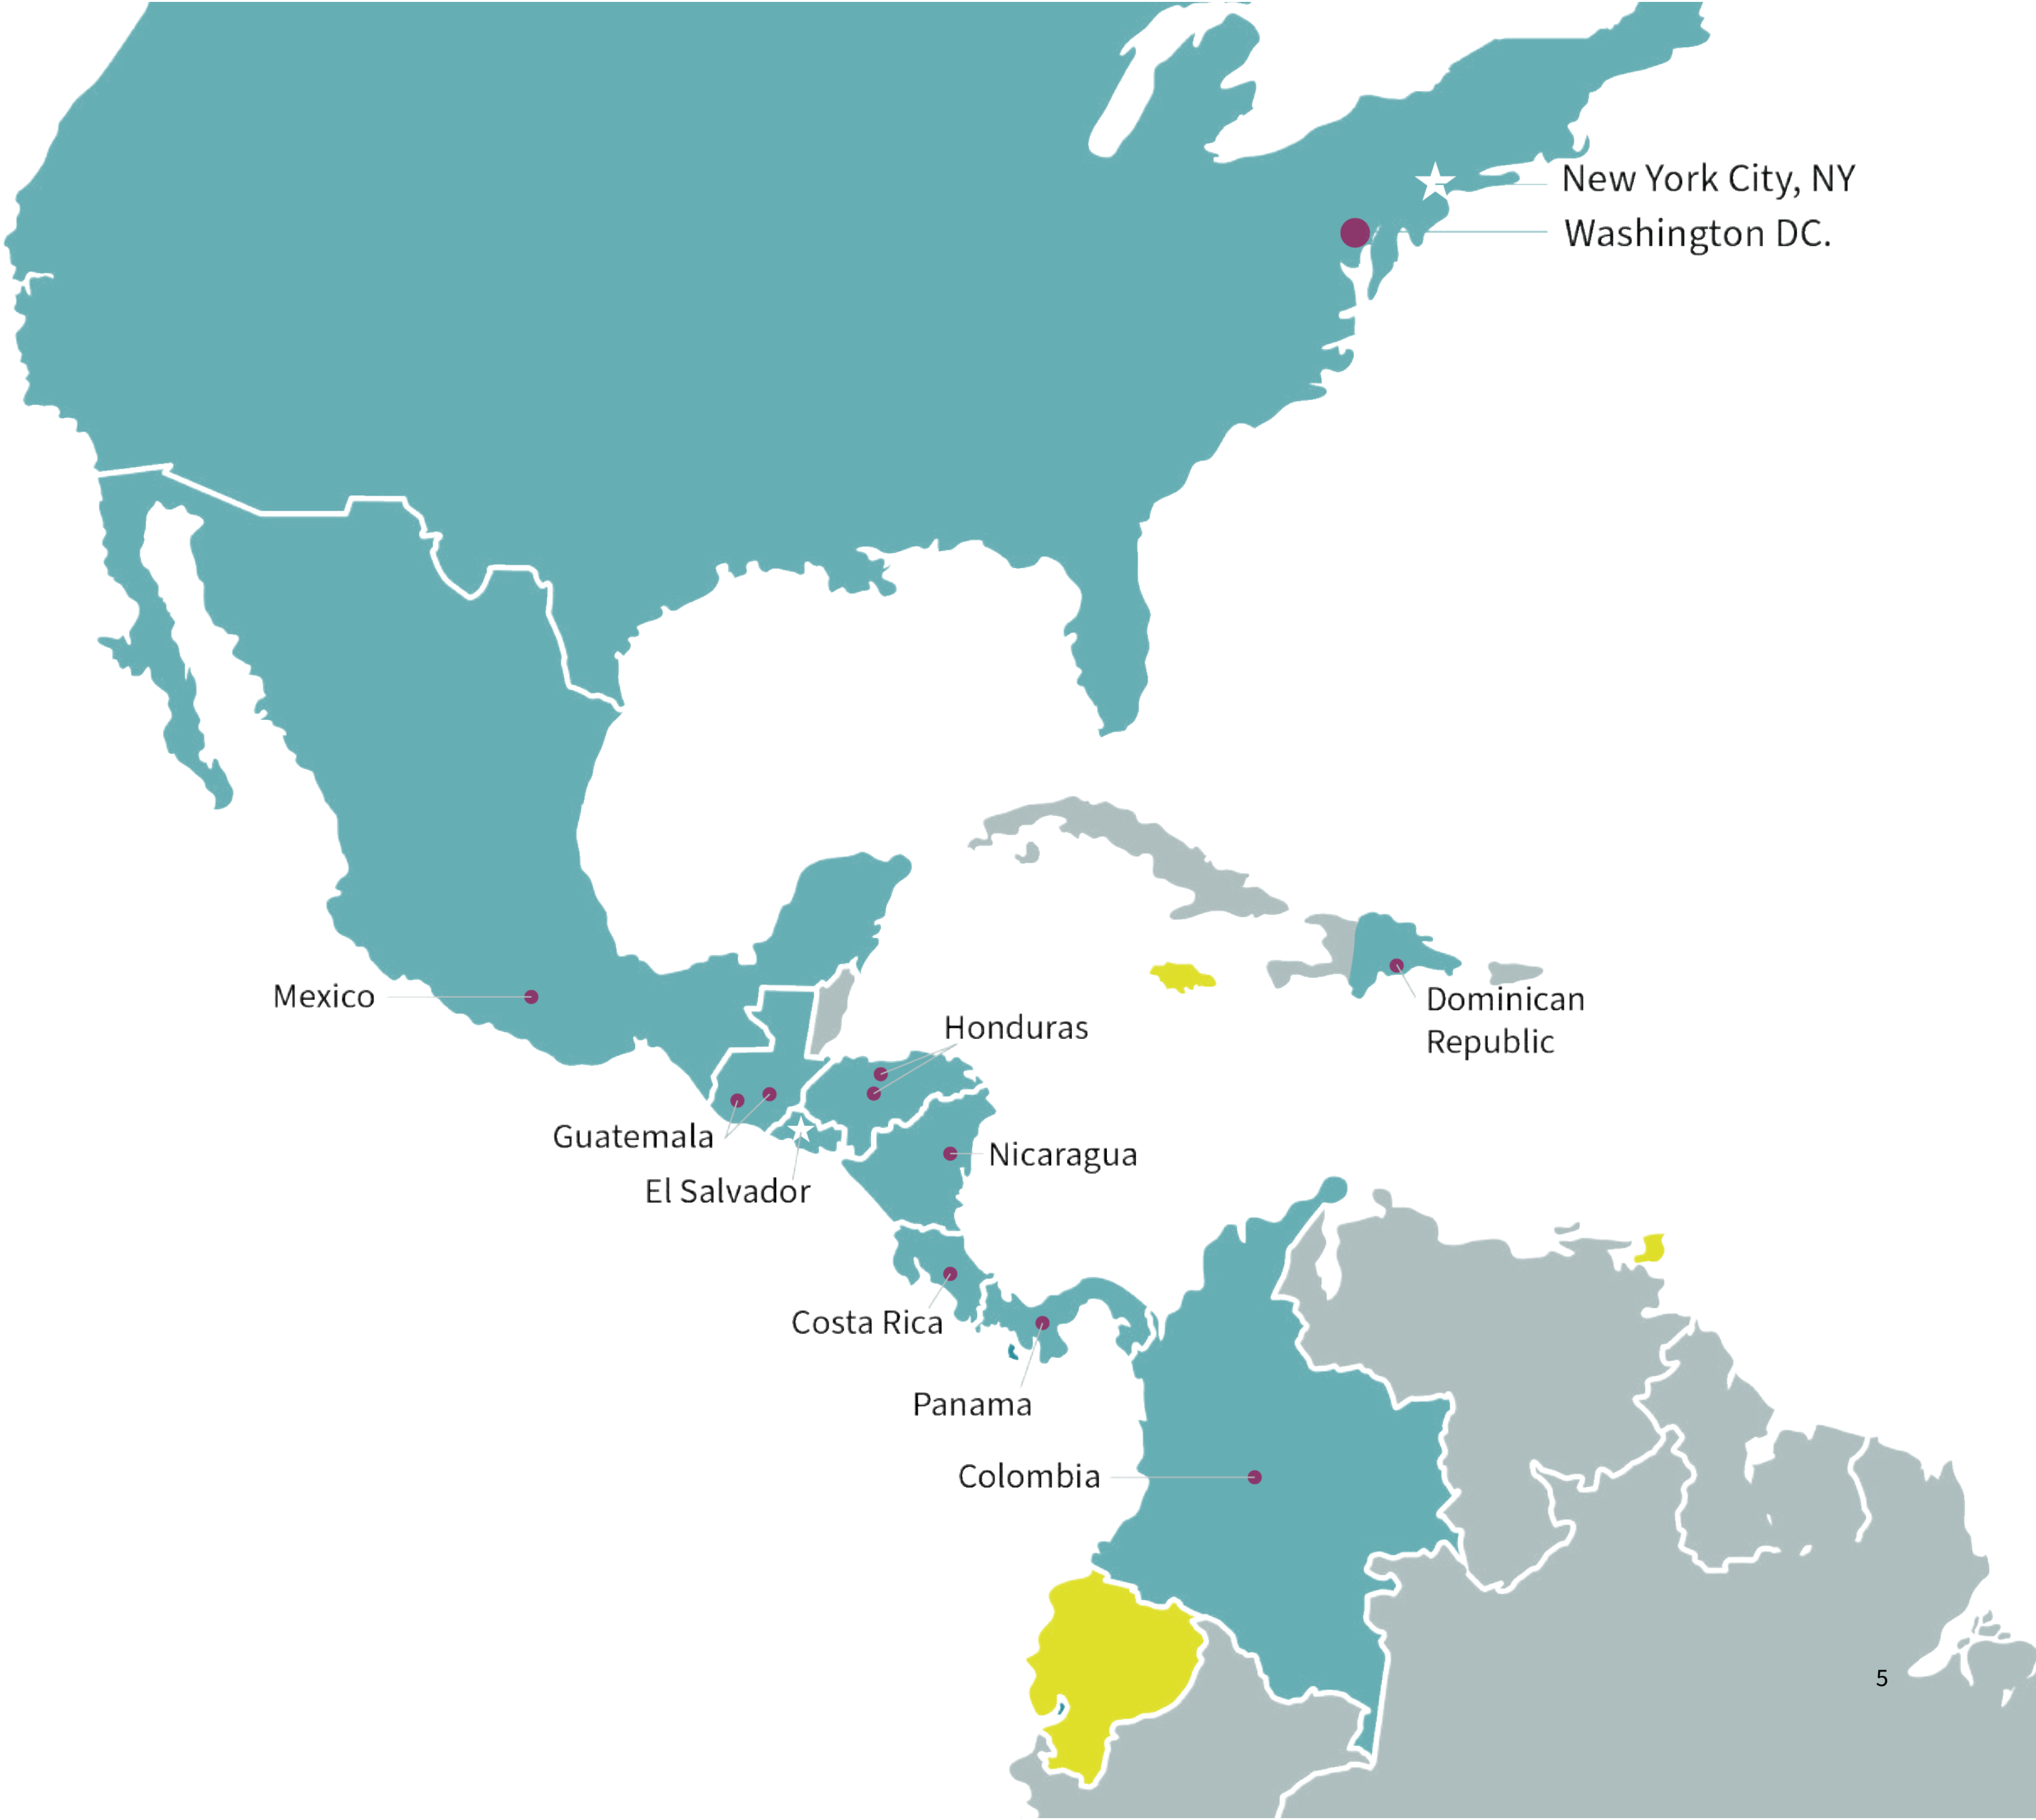 New York City, NY
Washington DC.
Mexico
Honduras
Dominican
Republic
Guatemala
Nicaragua
El Salvador
Costa Rica
Panama
Colombia
5